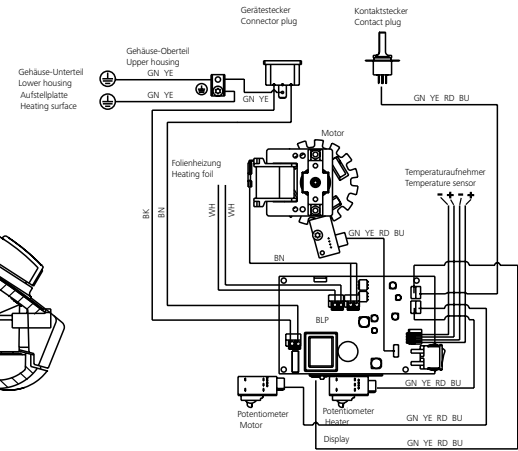 Gerätestecker
Connector plug
Kontaktstecker
Contact plug
Gehäuse-Oberteil
Upper housing
Gehäuse-Unterteil
Lower housing
Aufstellplatte
Heating surface
GN YE
GN YE
GN YE
GN YE RD BU
Motor
Folienheizung
Heating foil
Temperaturaufnehmer
Temperature sensor
- + - +
BK
BN
WH
WH
GN YE RD BU
BN
BLP
GN YE RD BU
Potentiometer
Motor
Potentiometer
Heater
GN YE RD BU
Display
GN YE RD BU